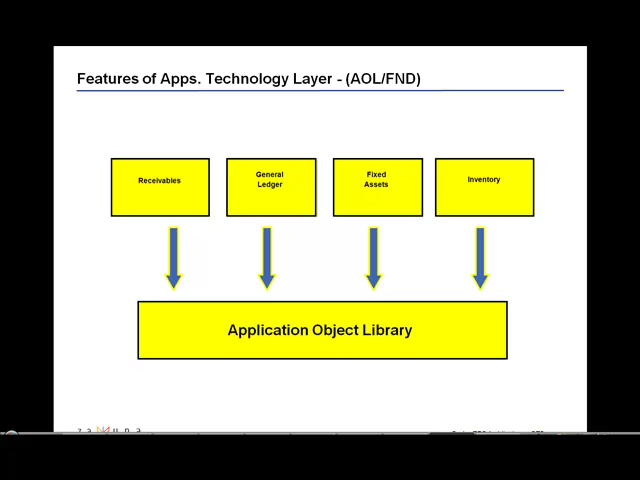 Features of Apps. Technology Layer - (AOL/FND)
Receivables
General
Ledger
Fixed
Assets
Inventory
Application Object Library